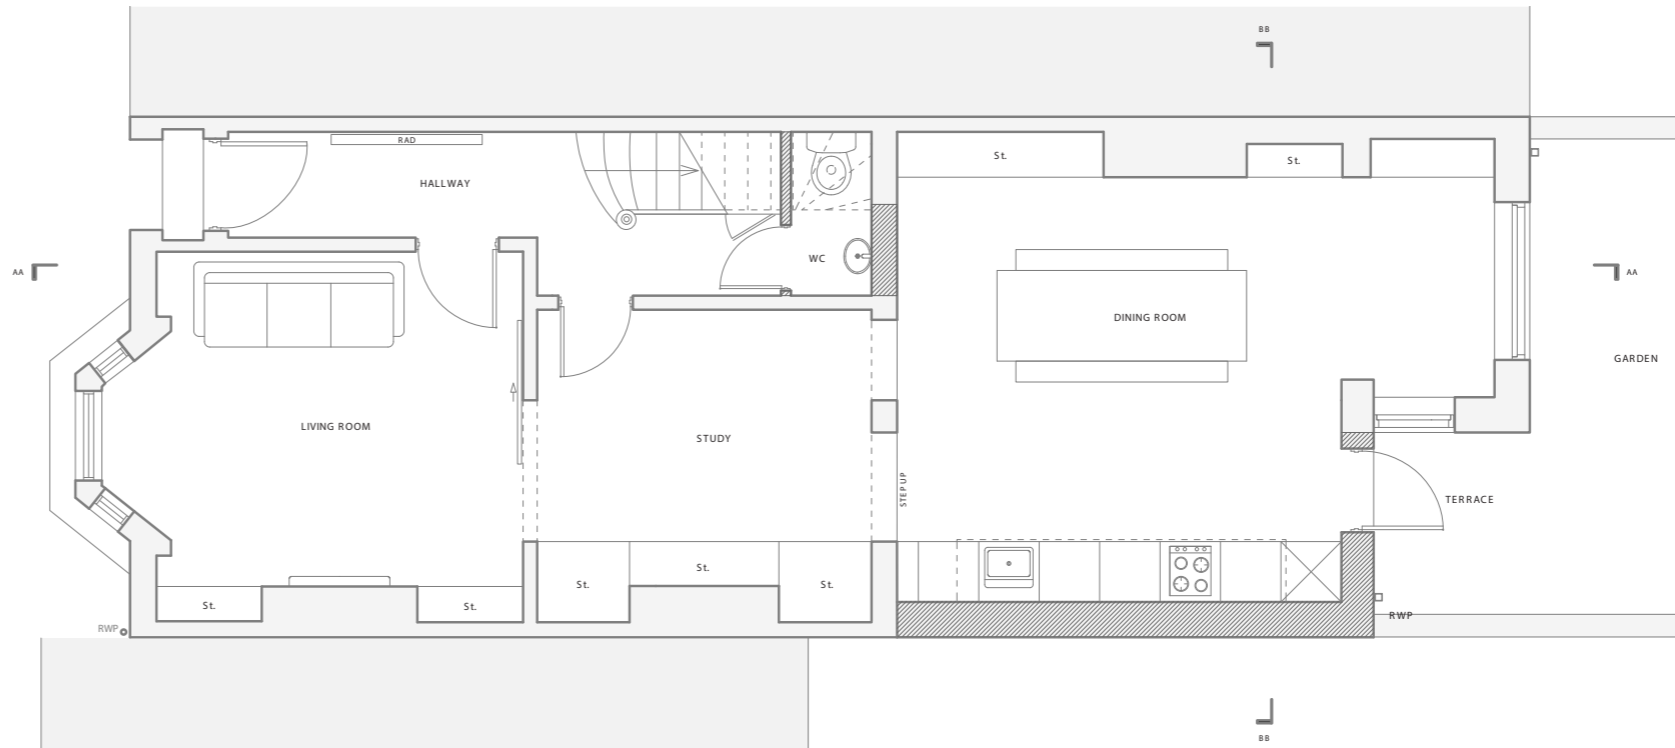 BB
RAD
HALLWAY
St.
St.
WC
AA
AA
DINING ROOM
GARDEN
LIVING ROOM
STUDY
STEP UP
TERRACE
St.
St.
St.
St.
St.
RWP
RWP
BB